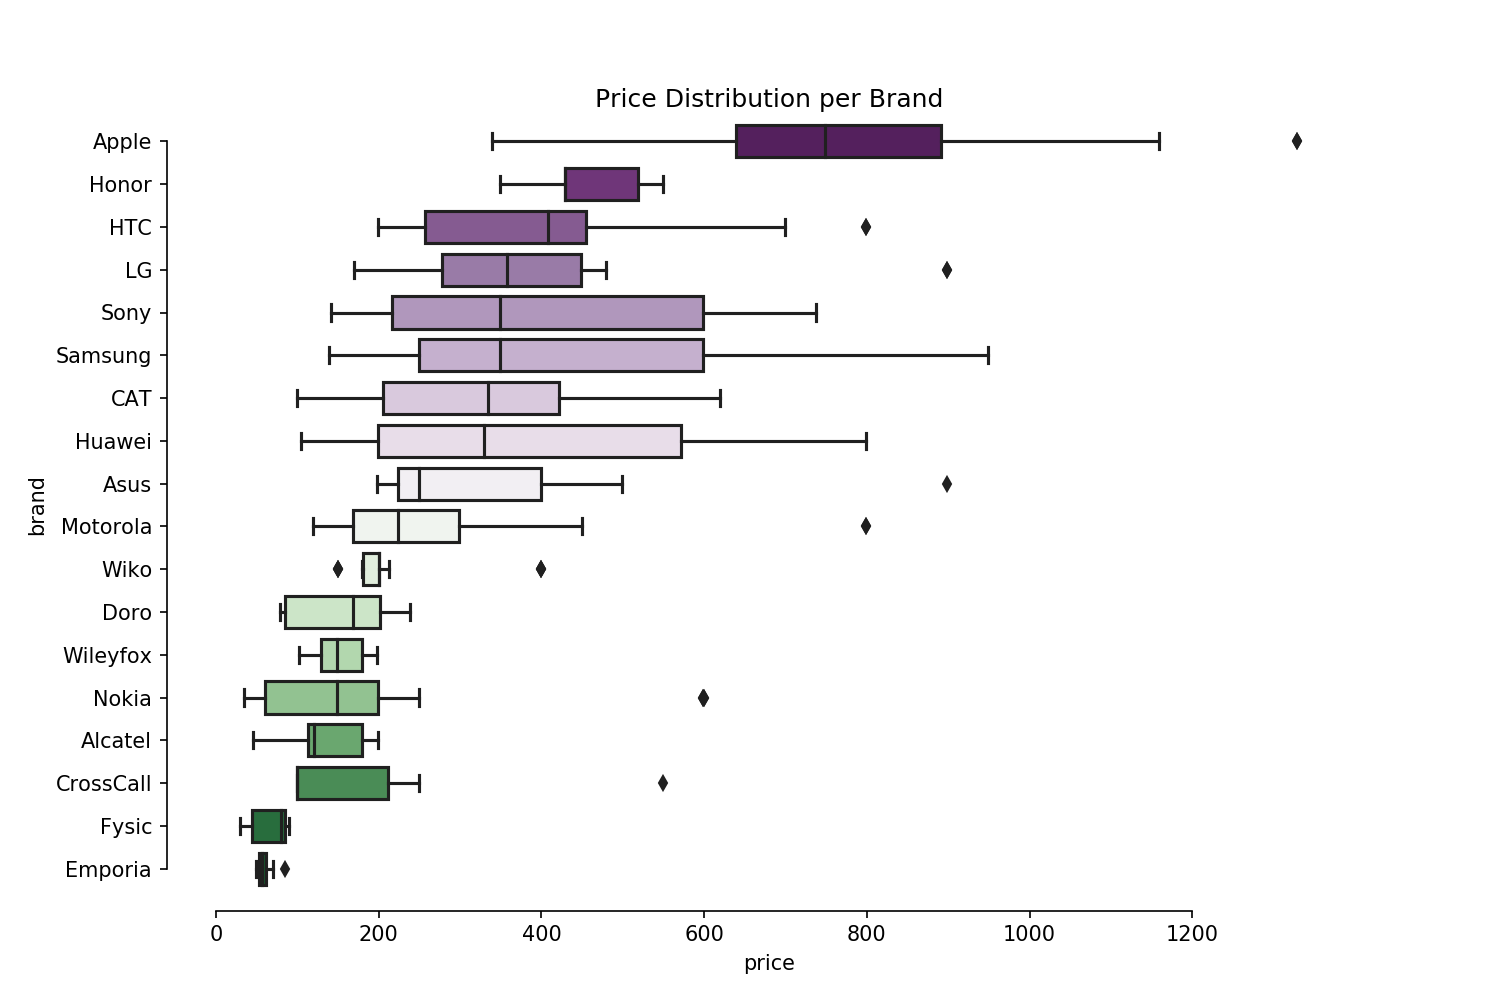 Price Distribution per Brand
Apple
Honor
HTC
LG
Sony
Samsung
CAT
Huawei
Asus
Motorola
Wiko
Doro
Wileyfox
Nokia
Alcatel
CrossCall
Fysic
Emporia
brand
0 200 400 600 800 1000 1200
price